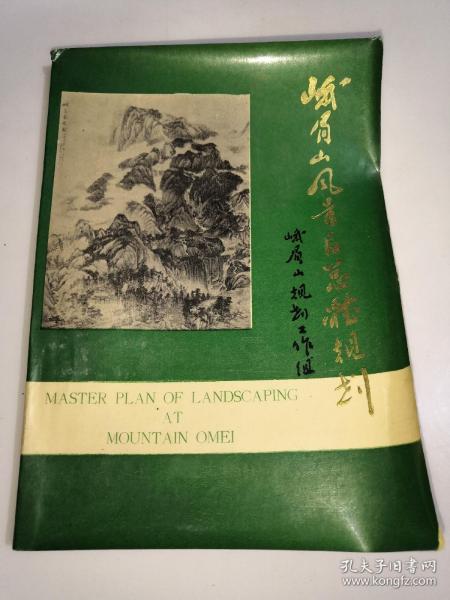 峨眉山风景区总体规划
峨眉山规划工作组
MASTER PLAN OF LANDSCAPING
AT
MOUNTAIN OMEI
孔夫子旧书网
www.kongfz.com